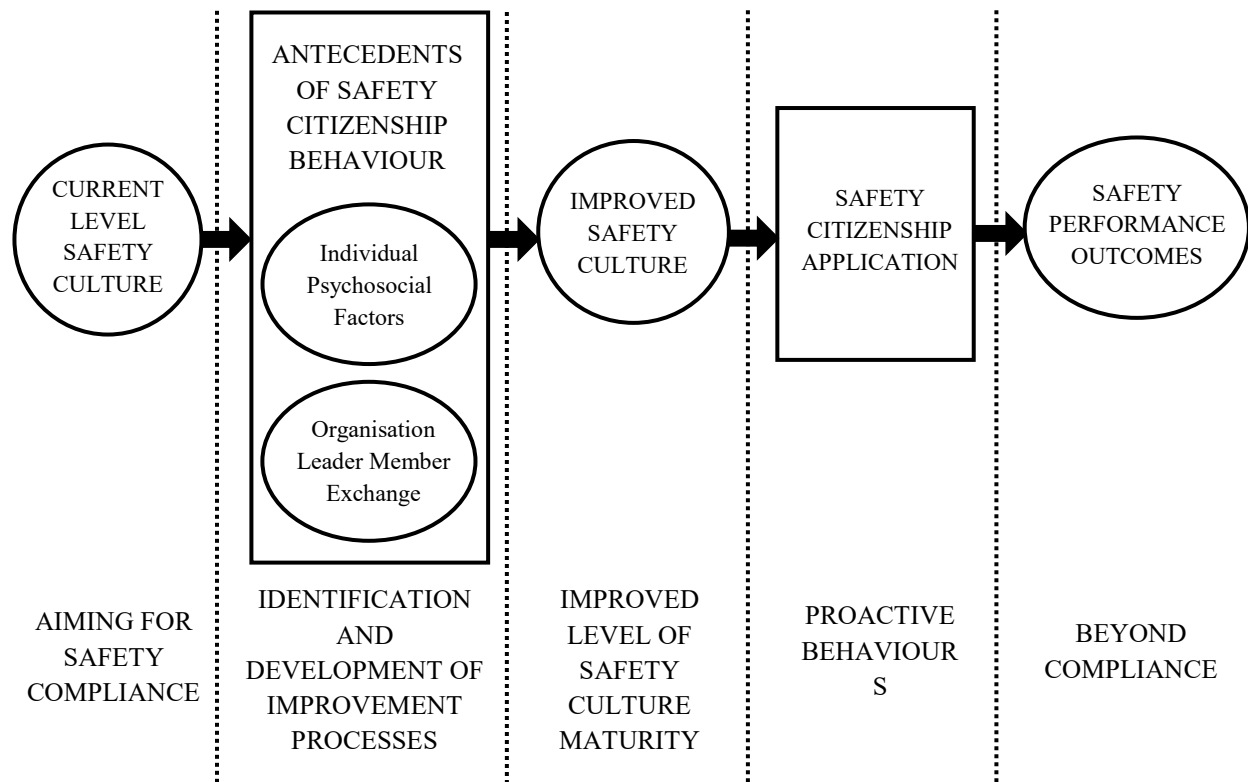 CURRENT
LEVEL
SAFETY
CULTURE
ANTECEDENTS
OF SAFETY
CITIZENSHIP
BEHAVIOUR
Individual
Psychosocial
Factors
Organisation
Leader Member
Exchange
IMPROVED
SAFETY
CULTURE
SAFETY
CITIZENSHIP
APPLICATION
SAFETY
PERFORMANCE
OUTCOMES
AIMING FOR
SAFETY
COMPLIANCE
IDENTIFICATION
AND
DEVELOPMENT OF
IMPROVEMENT
PROCESSES
IMPROVED
LEVEL OF
SAFETY
CULTURE
MATURITY
PROACTIVE
BEHAVIOUR
S
BEYOND
COMPLIANCE